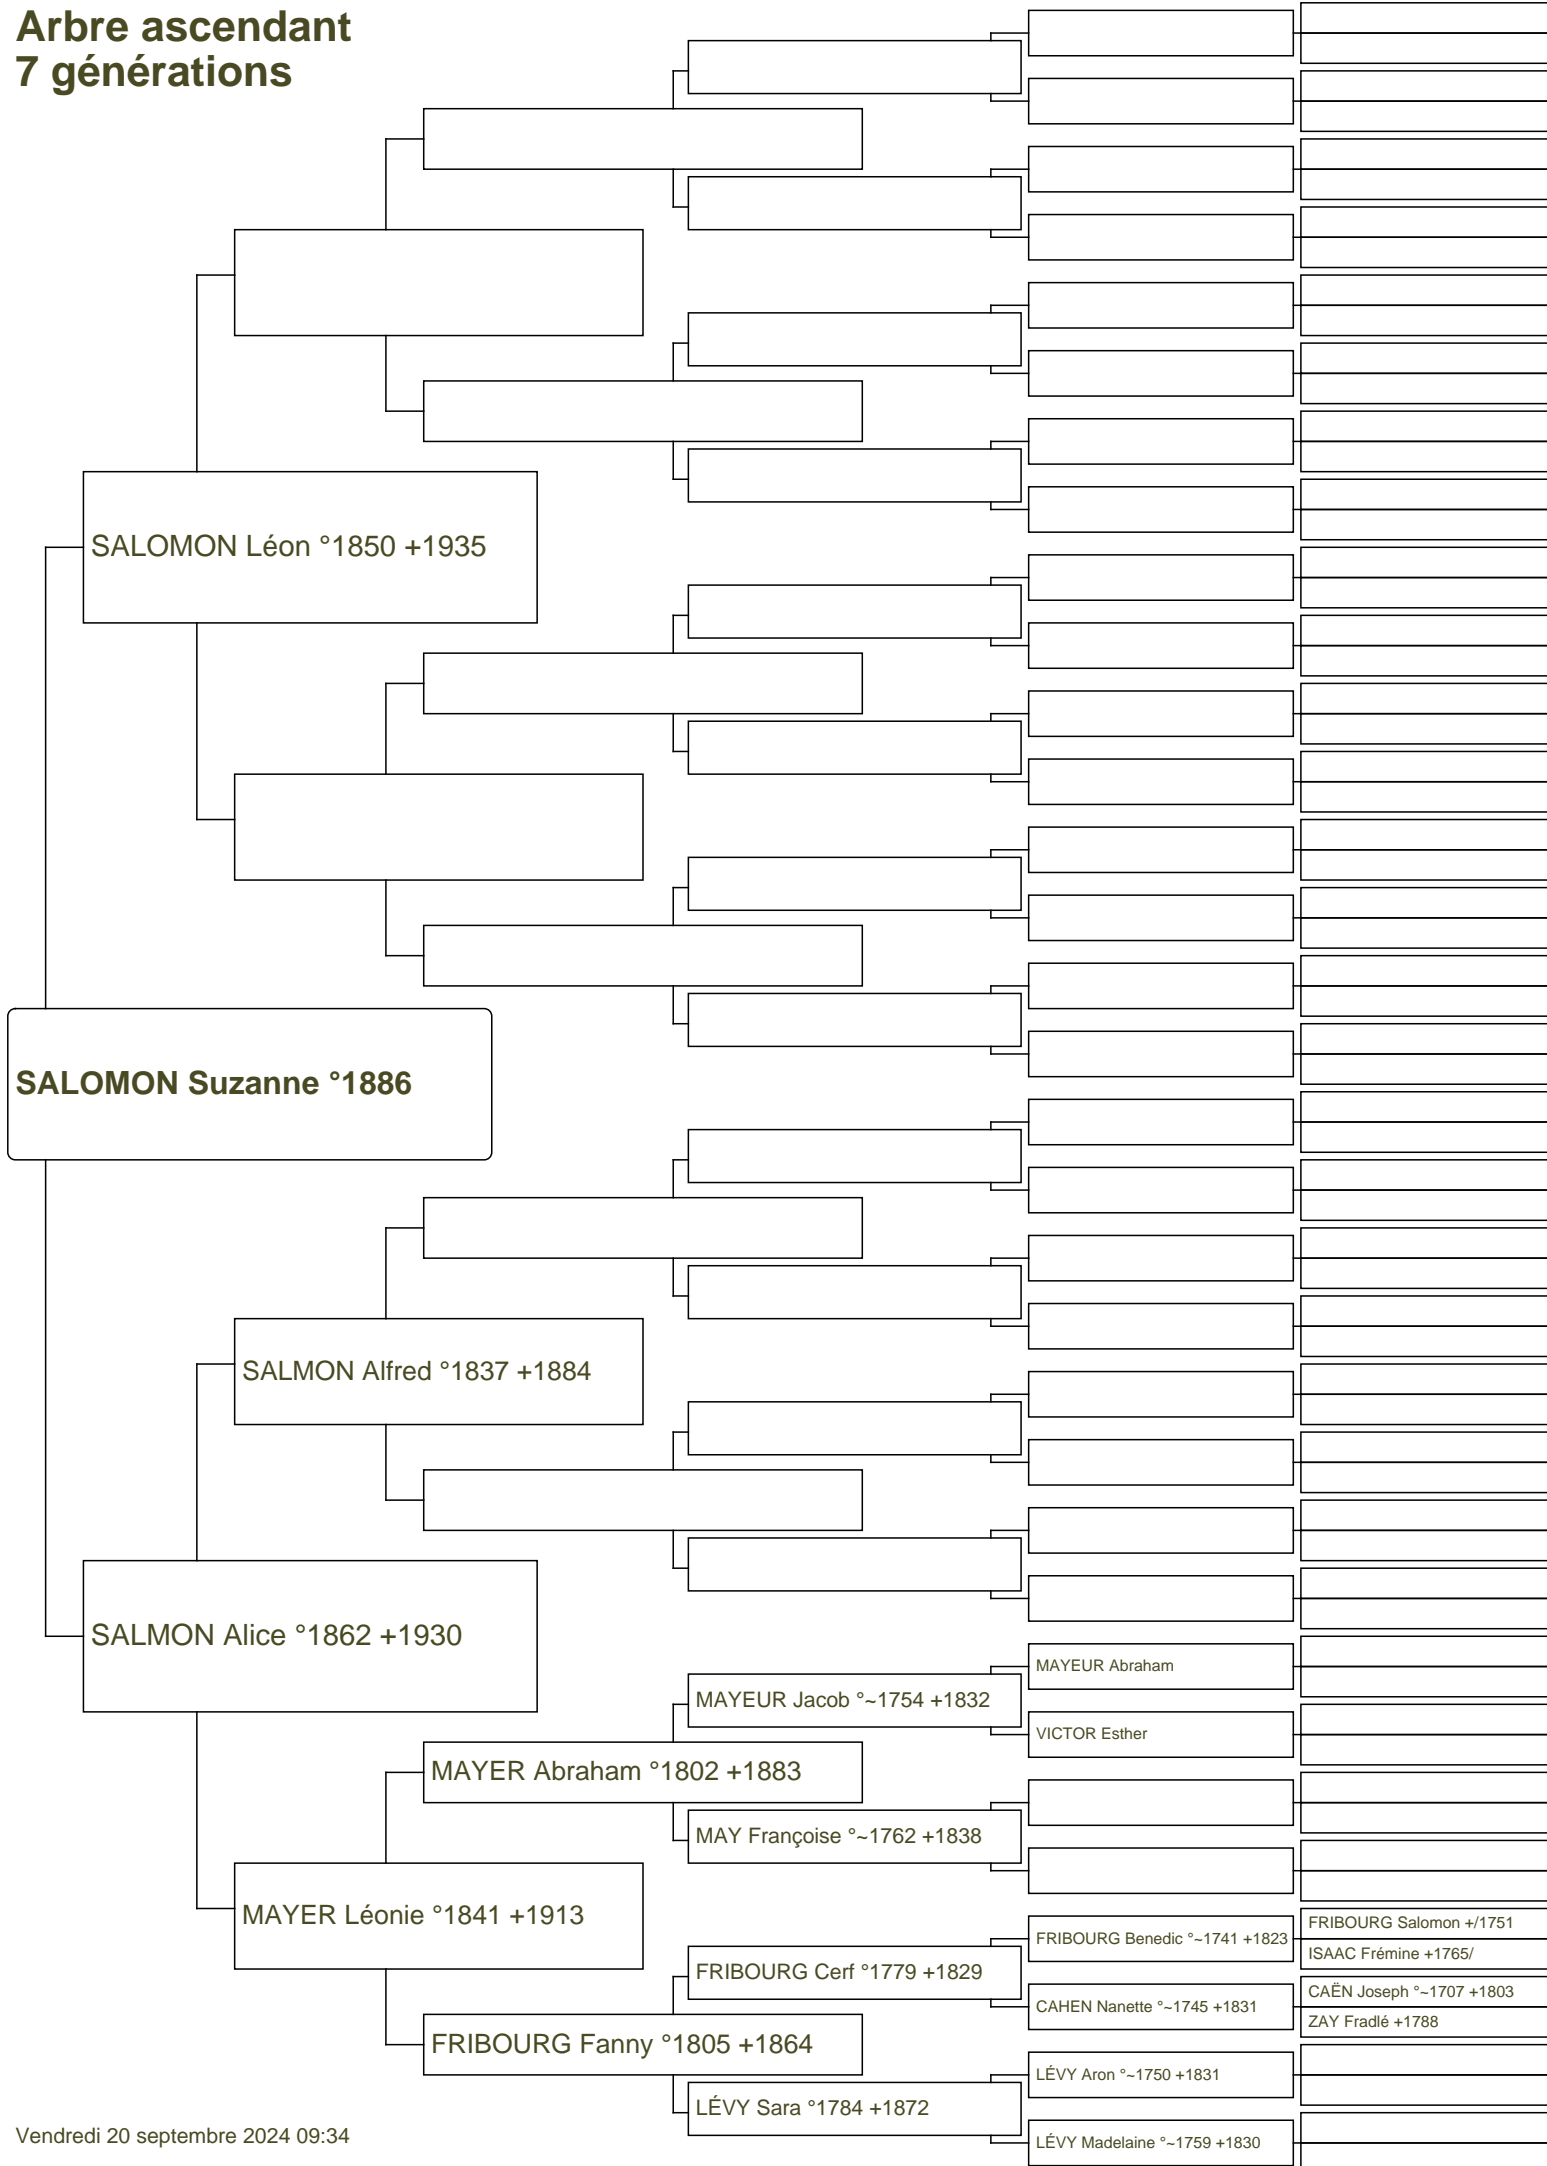 Arbre ascendant
7 générations
SALOMON Léon °1850 +1935
SALOMON Suzanne °1886
SALMON Alfred °1837 +1884
SALMON Alice °1862 +1930
MAYEUR Abraham
MAYEUR Jacob °~1754 +1832
VICTOR Esther
MAYER Abraham °1802 +1883
MAY Françoise °~1762 +1838
MAYER Léonie °1841 +1913
FRIBOURG Salomon +/1751
FRIBOURG Benedic °~1741 +1823
ISAAC Frémine +1765/
FRIBOURG Cerf °1779 +1829
CAËN Joseph °~1707 +1803
CAHEN Nanette °~1745 +1831
ZAY Fradlé +1788
FRIBOURG Fanny °1805 +1864
LÉVY Aron °~1750 +1831
LÉVY Sara °1784 +1872
LÉVY Madelaine °~1759 +1830
Vendredi 20 septembre 2024 09:34